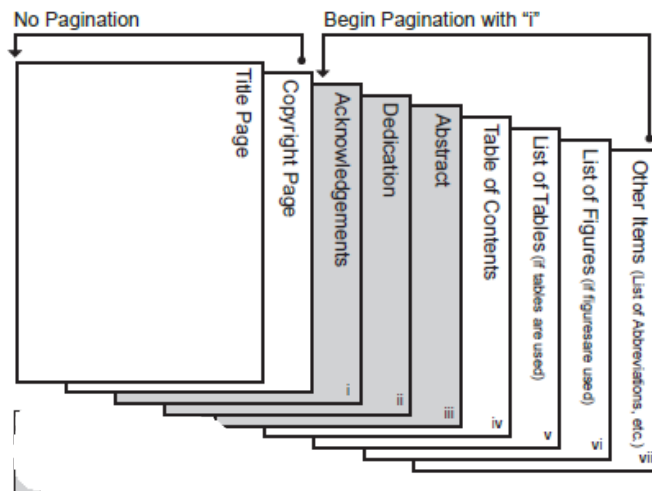 No Pagination
Begin Pagination with “i”
Title Page
Copyright Page
Acknowledgements
i
Dedication
ii
Abstract
iii
Table of Contents
iv
List of Tables (if tables are used)
v
List of Figures (if figuresare used)
vi
Other Items (List of Abbreviations, etc.)
vii